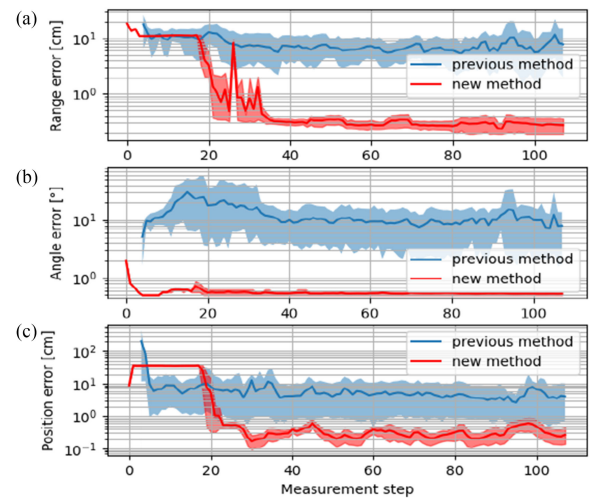 (a)
Range error [cm]
10¹
10⁰
previous method
new method
0 20 40 60 80 100
(b)
Angle error [°]
10¹
10⁰
previous method
new method
0 20 40 60 80 100
(c)
Position error [cm]
10²
10¹
10⁰
10⁻¹
previous method
new method
0 20 40 60 80 100
Measurement step